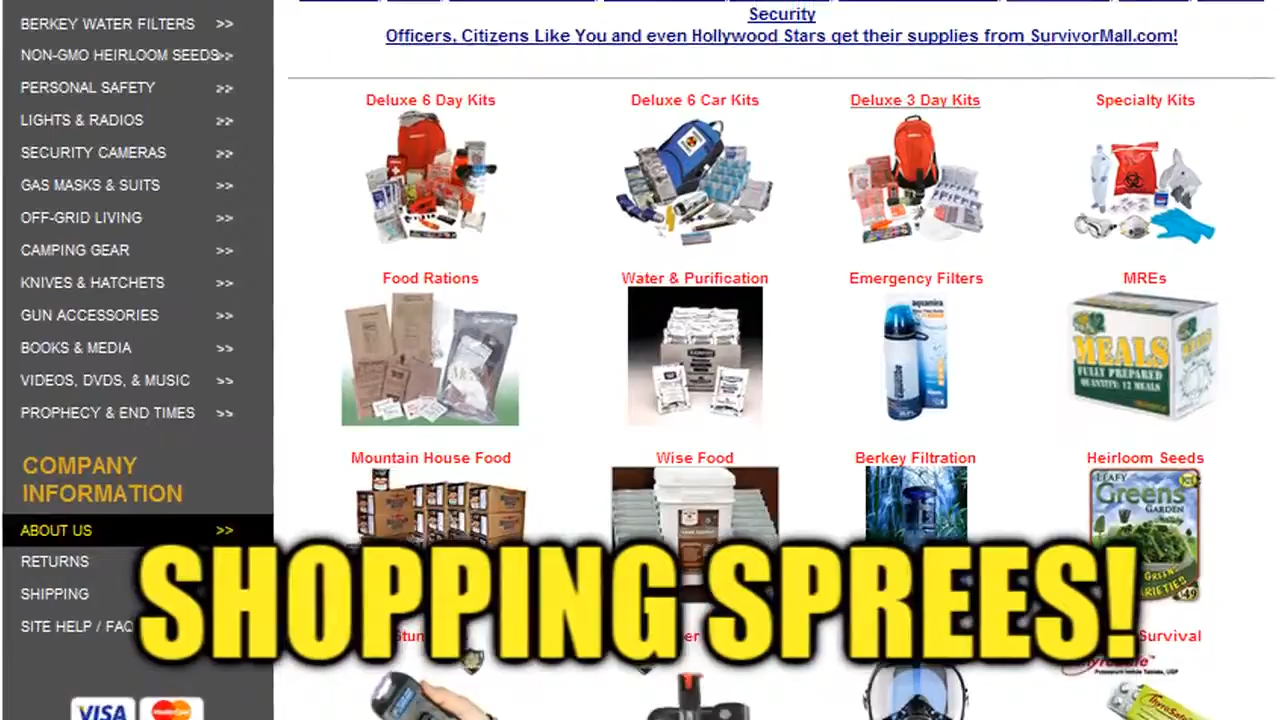 Security
Officers, Citizens Like You and even Hollywood Stars get their supplies from SurvivorMall.com!
BERKEY WATER FILTERS >>
NON-GMO HEIRLOOM SEEDS>>
PERSONAL SAFETY >>
LIGHTS & RADIOS >>
SECURITY CAMERAS >>
GAS MASKS & SUITS >>
OFF-GRID LIVING >>
CAMPING GEAR >>
KNIVES & HATCHETS >>
GUN ACCESSORIES >>
BOOKS & MEDIA >>
VIDEOS, DVDS, & MUSIC >>
PROPHECY & END TIMES >>
COMPANY
INFORMATION
ABOUT US >>
RETURNS
SHIPPING
SITE HELP / FAQ
VISA MasterCard
Deluxe 6 Day Kits Deluxe 6 Car Kits Deluxe 3 Day Kits Specialty Kits
Food Rations Water & Purification Emergency Filters MREs
aquamira
MEALS
FULLY PREPARED
QUANTITY: 12 MEALS
Mountain House Food Wise Food Berkey Filtration Heirloom Seeds
LEAFY
Greens
GARDEN
SHOPPING SPREES!
Survival